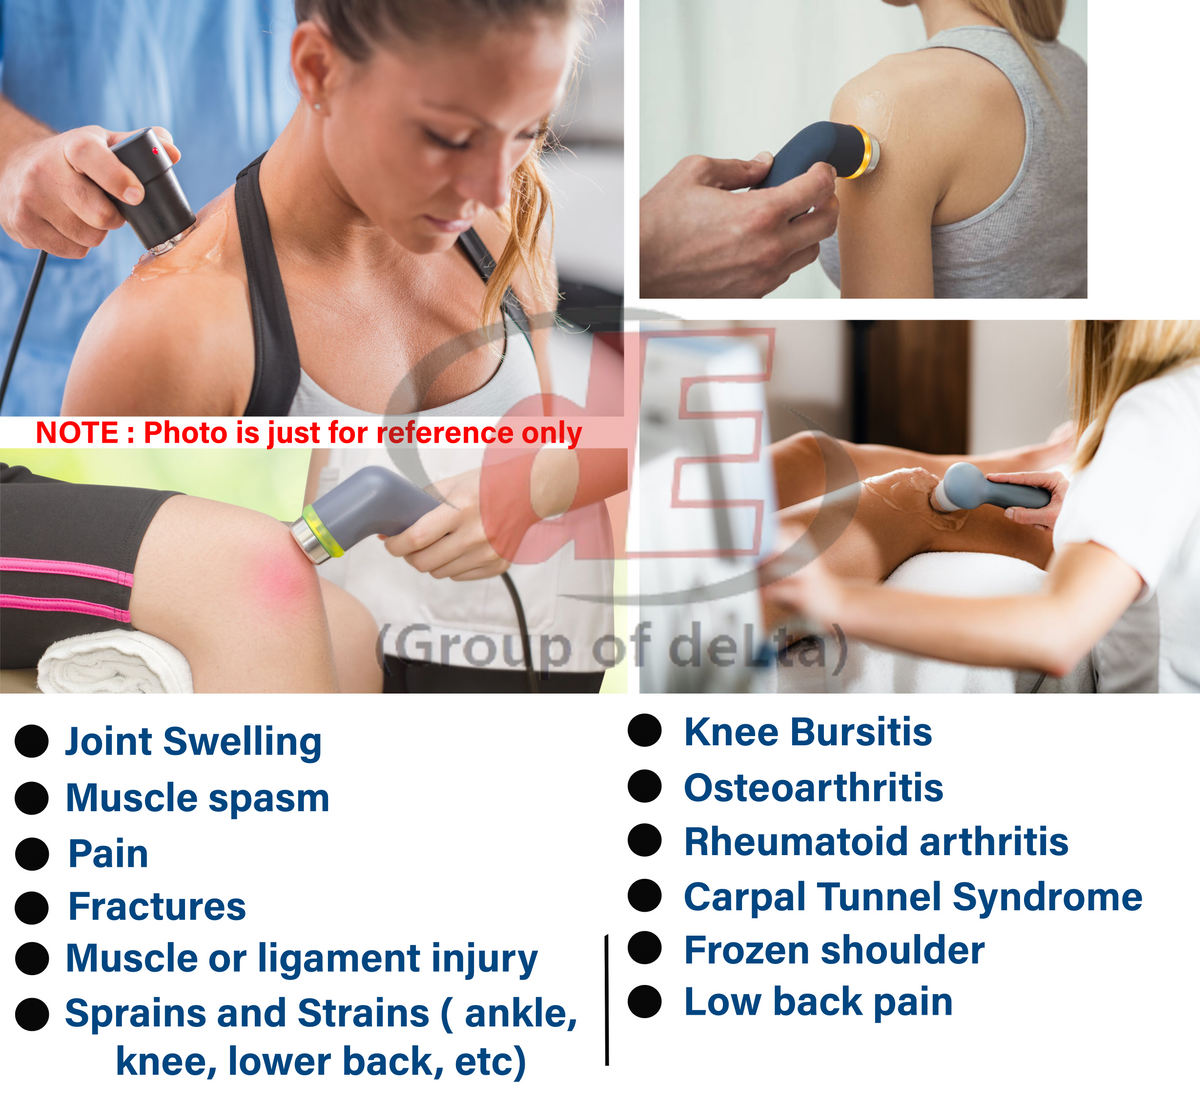 NOTE : Photo is just for reference only
dE
(Group of deLta)
Joint Swelling
Muscle spasm
Pain
Fractures
Muscle or ligament injury
Sprains and Strains ( ankle,
knee, lower back, etc)
Knee Bursitis
Osteoarthritis
Rheumatoid arthritis
Carpal Tunnel Syndrome
Frozen shoulder
Low back pain